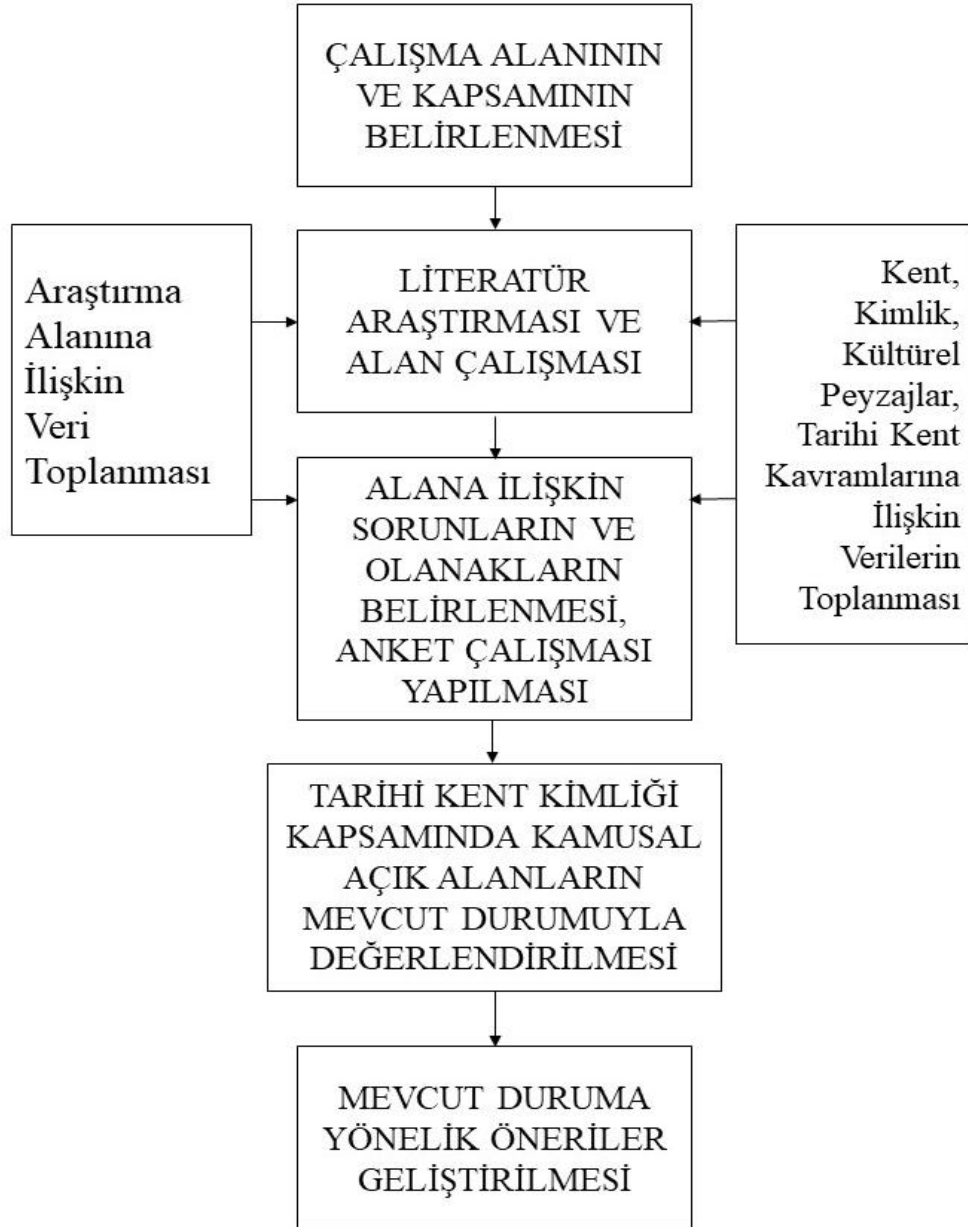 ÇALIŞMA ALANININ
VE KAPSAMININ
BELİRLENMESİ
Araştırma
Alanına
İlişkin
Veri
Toplanması
LİTERATÜR
ARAŞTIRMASI VE
ALAN ÇALIŞMASI
Kent,
Kimlik,
Kültürel
Peyzajlar,
Tarihi Kent
Kavramlarına
İlişkin
Verilerin
Toplanması
ALANA İLİŞKİN
SORUNLARIN VE
OLANAKLARIN
BELİRLENMESİ,
ANKET ÇALIŞMASI
YAPILMASI
TARİHİ KENT KİMLİĞİ
KAPSAMINDA KAMUSAL
AÇIK ALANLARIN
MEVCUT DURUMUYLA
DEĞERLENDİRİLMESİ
MEVCUT DURUMA
YÖNELİK ÖNERİLER
GELİŞTİRİLMESİ